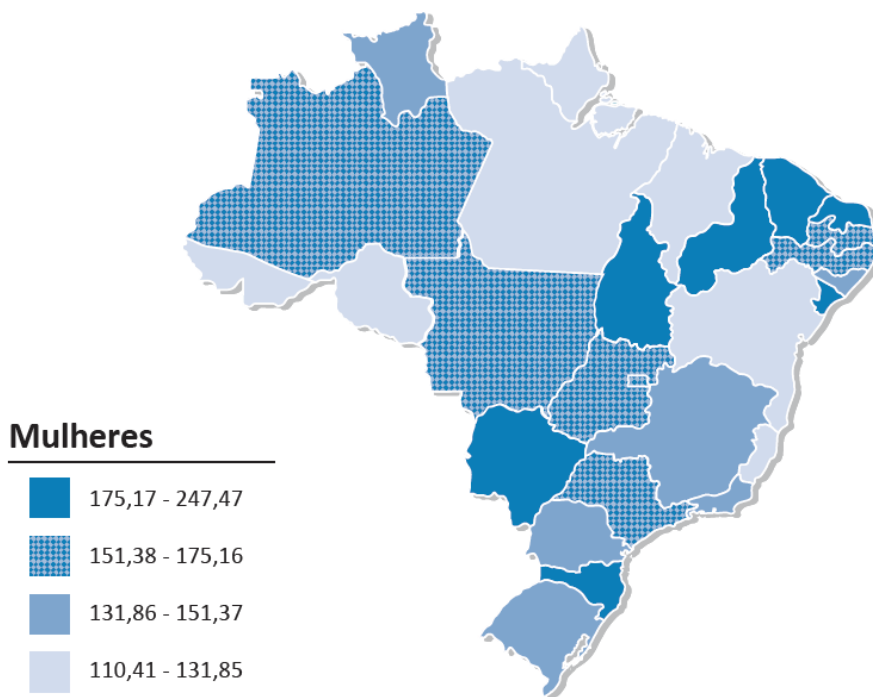 Mulheres
175,17 - 247,47
151,38 - 175,16
131,86 - 151,37
110,41 - 131,85